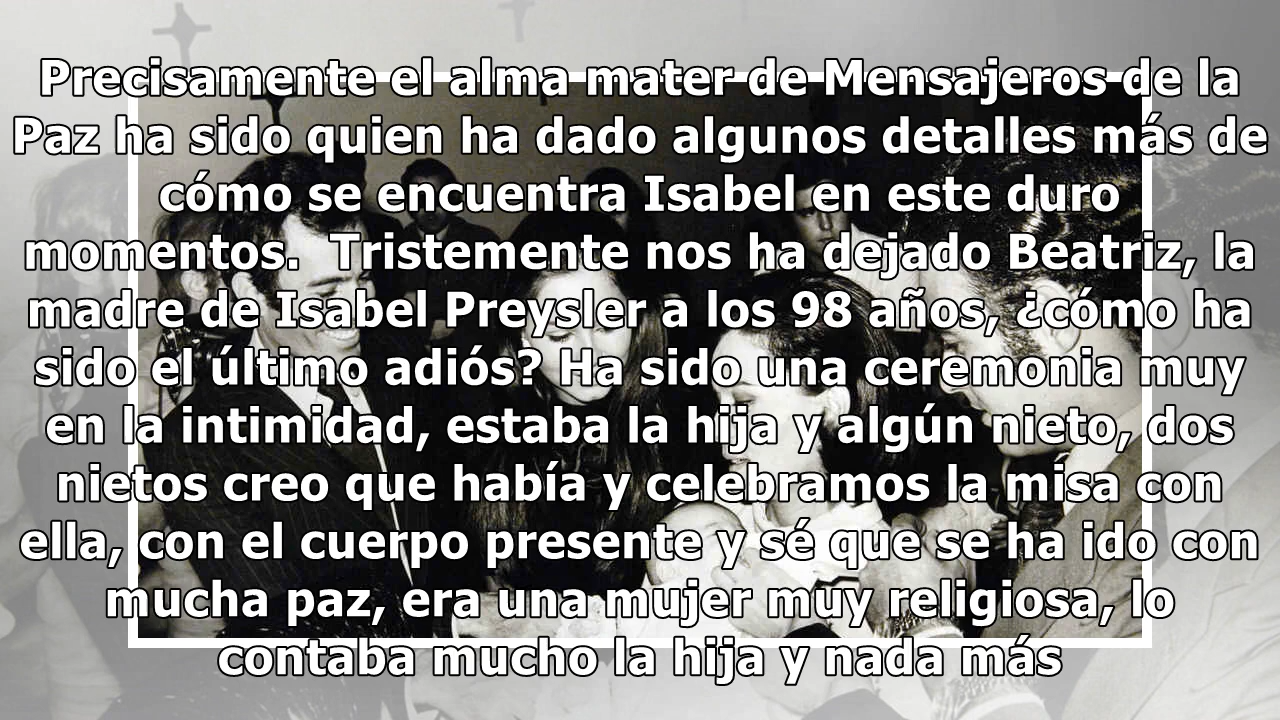 Precisamente el alma mater de Mensajeros de la
Paz ha sido quien ha dado algunos detalles más de
cómo se encuentra Isabel en este duro
momentos.  Tristemente nos ha dejado Beatriz, la
madre de Isabel Preysler a los 98 años, ¿cómo ha
sido el último adiós? Ha sido una ceremonia muy
en la intimidad, estaba la hija y algún nieto, dos
nietos creo que había y celebramos la misa con
ella, con el cuerpo presente y sé que se ha ido con
mucha paz, era una mujer muy religiosa, lo
contaba mucho la hija y nada más